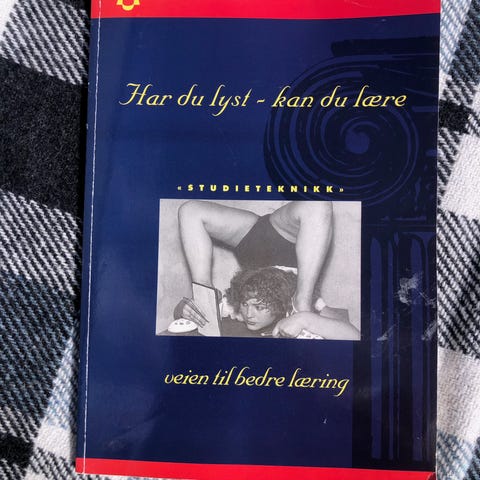 Har du lyst - kan du lære
«STUDIETEKNIKK»
veien til bedre læring